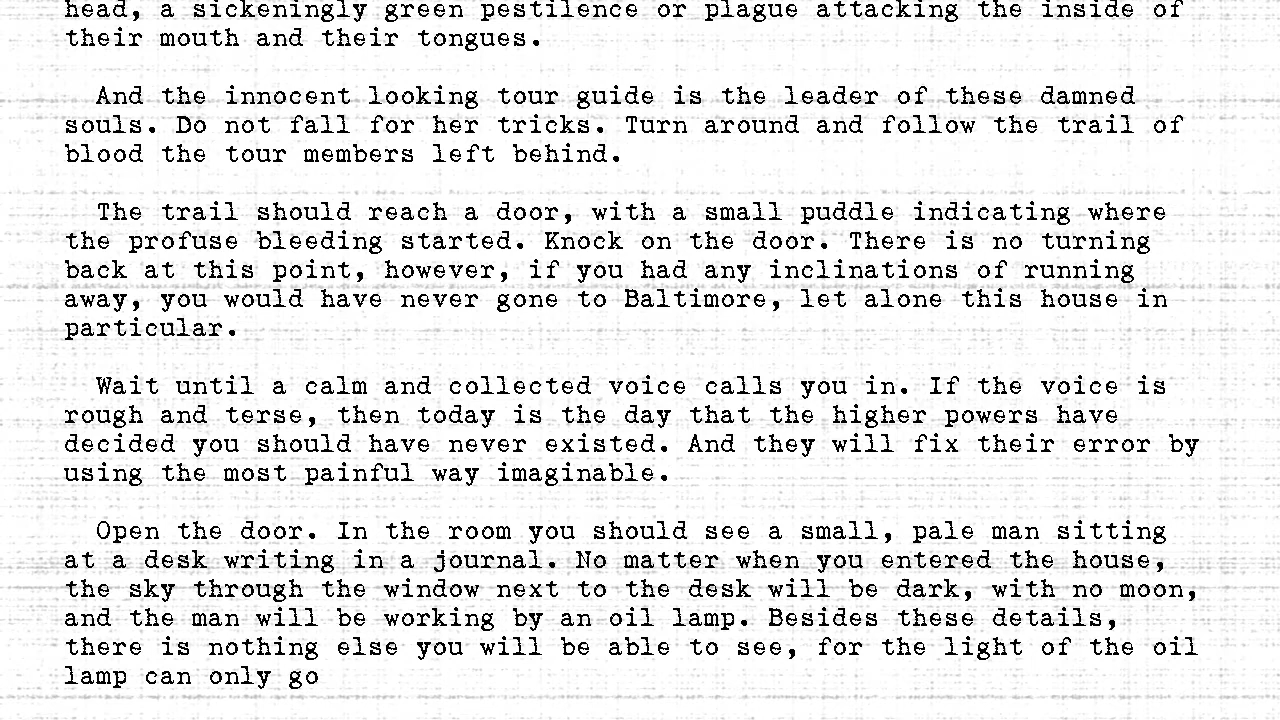 head, a sickeningly green pestilence or plague attacking the inside of
their mouth and their tongues.
And the innocent looking tour guide is the leader of these damned
souls. Do not fall for her tricks. Turn around and follow the trail of
blood the tour members left behind.
The trail should reach a door, with a small puddle indicating where
the profuse bleeding started. Knock on the door. There is no turning
back at this point, however, if you had any inclinations of running
away, you would have never gone to Baltimore, let alone this house in
particular.
Wait until a calm and collected voice calls you in. If the voice is
rough and terse, then today is the day that the higher powers have
decided you should have never existed. And they will fix their error by
using the most painful way imaginable.
Open the door. In the room you should see a small, pale man sitting
at a desk writing in a journal. No matter when you entered the house,
the sky through the window next to the desk will be dark, with no moon,
and the man will be working by an oil lamp. Besides these details,
there is nothing else you will be able to see, for the light of the oil
lamp can only go